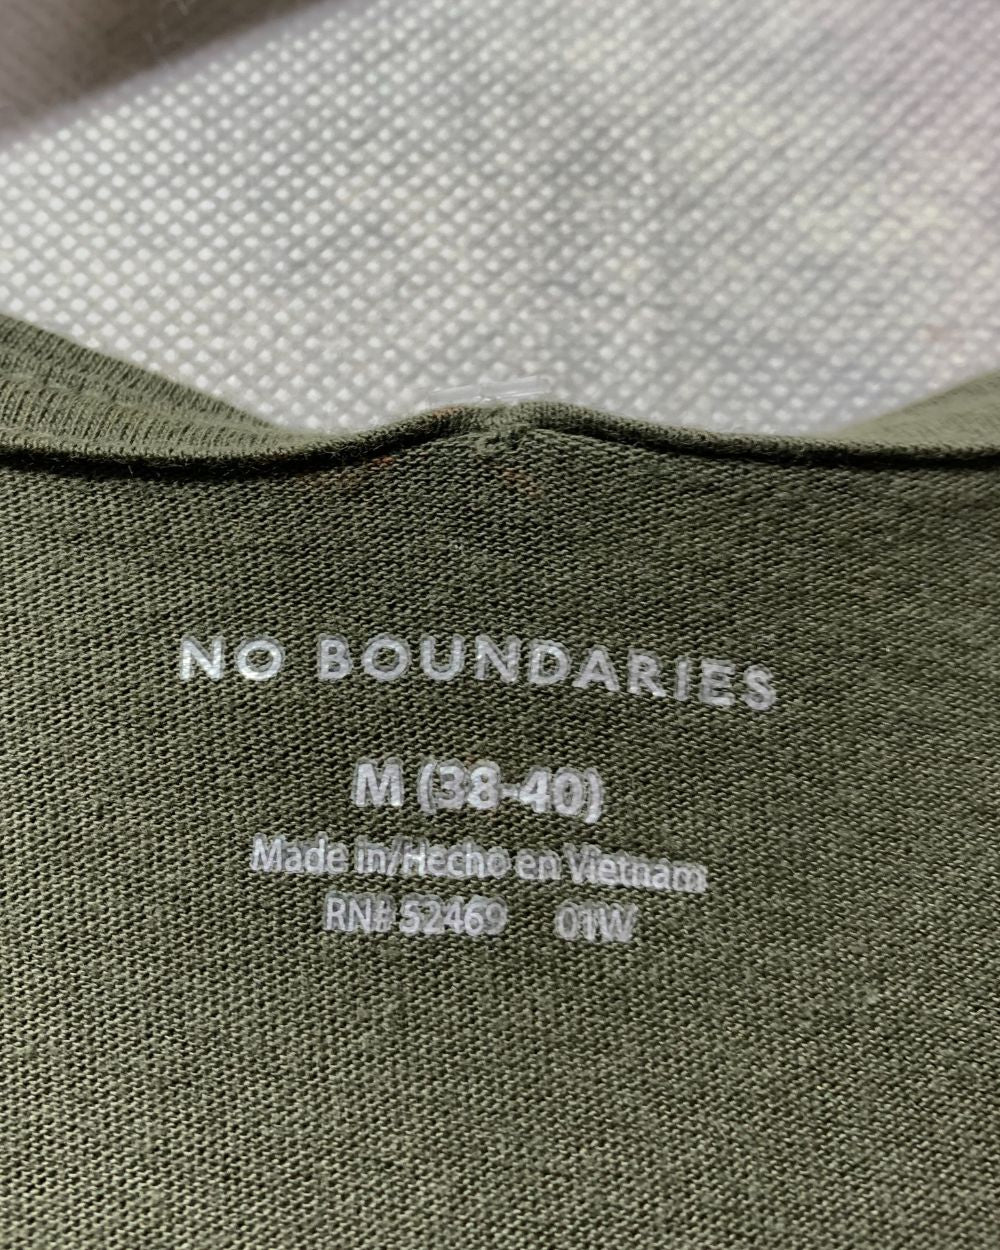 NO BOUNDARIES
M (38-40)
Made in/Hecho en Vietnam
RN# 52469 01W